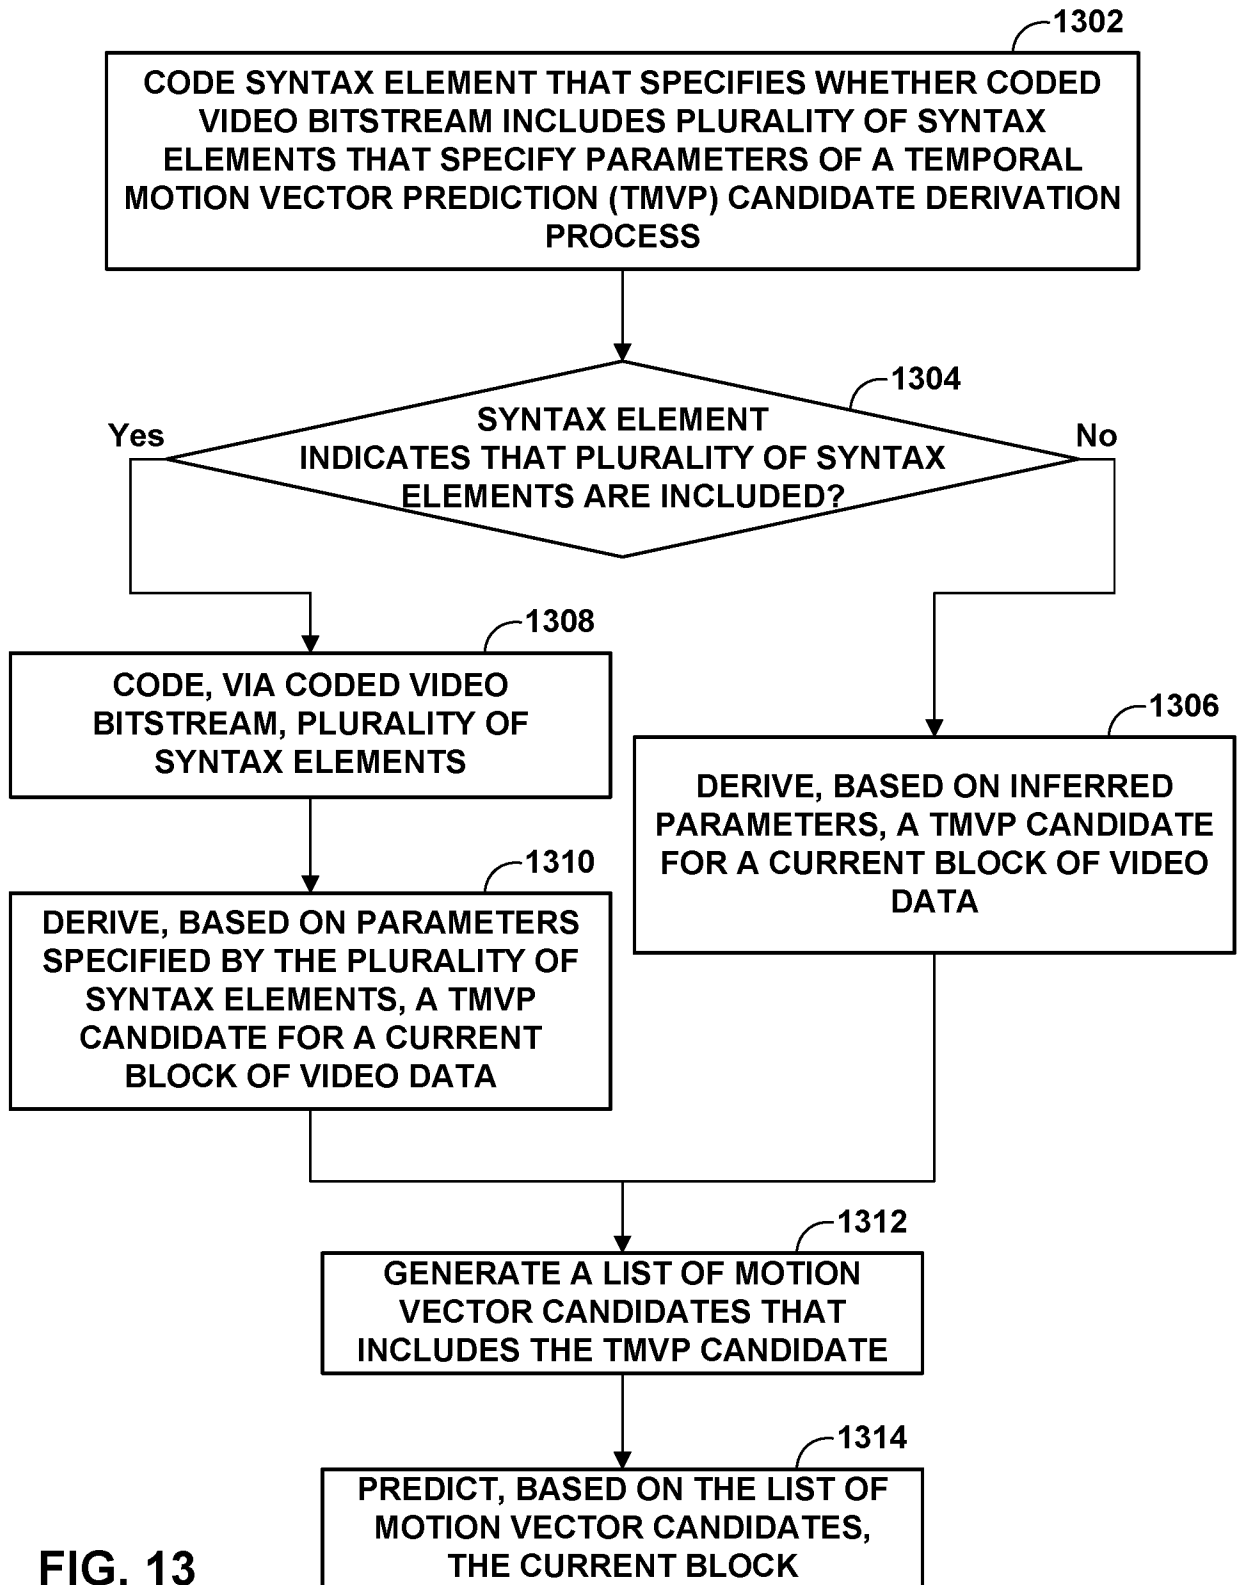 1302
CODE SYNTAX ELEMENT THAT SPECIFIES WHETHER CODED
VIDEO BITSTREAM INCLUDES PLURALITY OF SYNTAX
ELEMENTS THAT SPECIFY PARAMETERS OF A TEMPORAL
MOTION VECTOR PREDICTION (TMVP) CANDIDATE DERIVATION
PROCESS
1304
SYNTAX ELEMENT
INDICATES THAT PLURALITY OF SYNTAX
ELEMENTS ARE INCLUDED?
Yes
No
1308
CODE, VIA CODED VIDEO
BITSTREAM, PLURALITY OF
SYNTAX ELEMENTS
1306
DERIVE, BASED ON INFERRED
PARAMETERS, A TMVP CANDIDATE
FOR A CURRENT BLOCK OF VIDEO
DATA
1310
DERIVE, BASED ON PARAMETERS
SPECIFIED BY THE PLURALITY OF
SYNTAX ELEMENTS, A TMVP
CANDIDATE FOR A CURRENT
BLOCK OF VIDEO DATA
1312
GENERATE A LIST OF MOTION
VECTOR CANDIDATES THAT
INCLUDES THE TMVP CANDIDATE
1314
PREDICT, BASED ON THE LIST OF
MOTION VECTOR CANDIDATES,
THE CURRENT BLOCK
FIG. 13